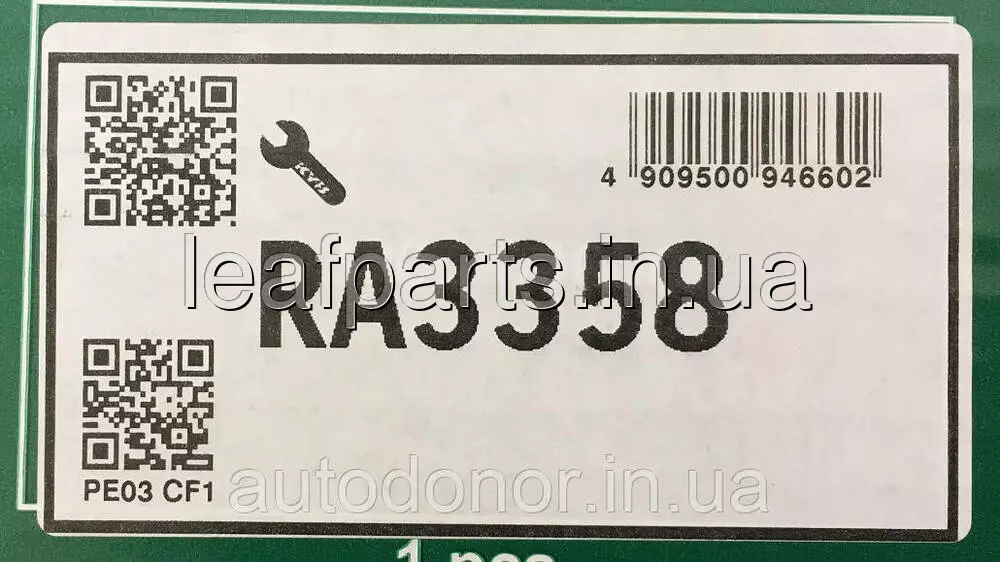 KYB
4 909500 946602
RA3358
leafparts.in.ua
PE03 CF1
autodonor.in.ua
1 pcs